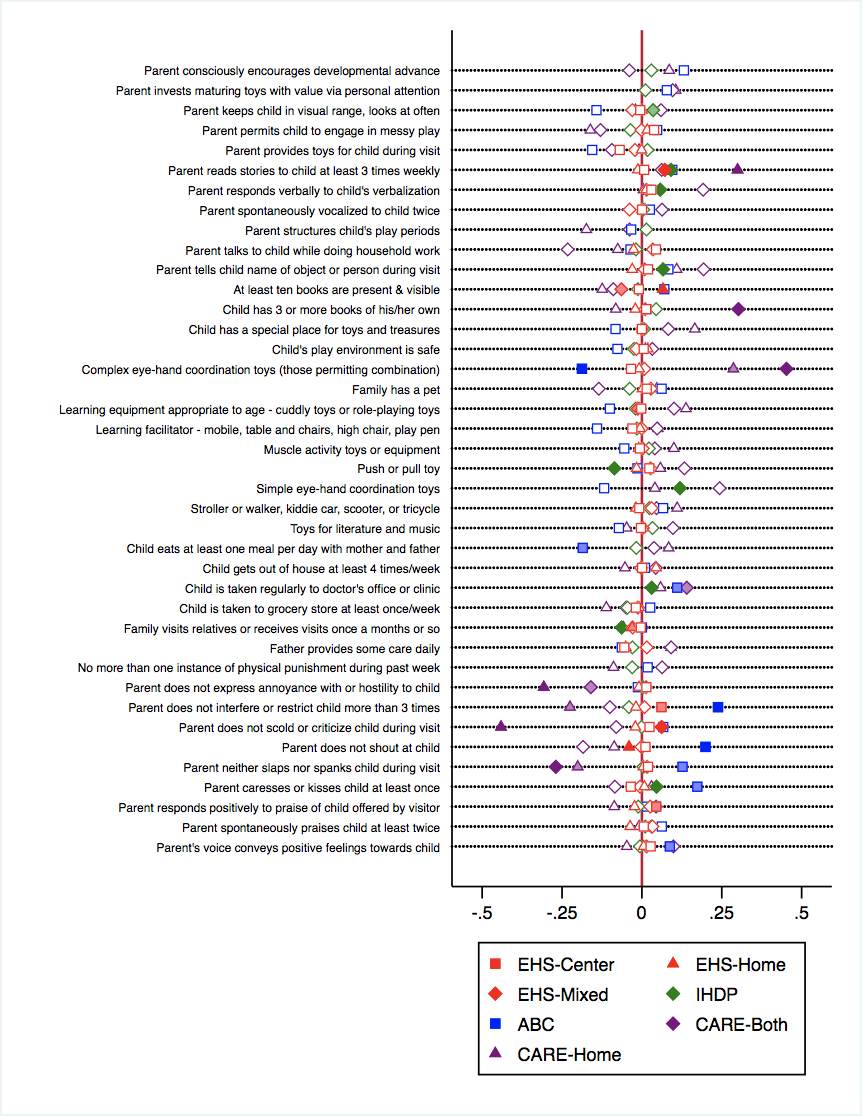 Parent consciously encourages developmental advance
Parent invests maturing toys with value via personal attention
Parent keeps child in visual range, looks at often
Parent permits child to engage in messy play
Parent provides toys for child during visit
Parent reads stories to child at least 3 times weekly
Parent responds verbally to child's verbalization
Parent spontaneously vocalized to child twice
Parent structures child's play periods
Parent talks to child while doing household work
Parent tells child name of object or person during visit
At least ten books are present & visible
Child has 3 or more books of his/her own
Child has a special place for toys and treasures
Child's play environment is safe
Complex eye-hand coordination toys (those permitting combination)
Family has a pet
Learning equipment appropriate to age - cuddly toys or role-playing toys
Learning facilitator - mobile, table and chairs, high chair, play pen
Muscle activity toys or equipment
Push or pull toy
Simple eye-hand coordination toys
Stroller or walker, kiddie car, scooter, or tricycle
Toys for literature and music
Child eats at least one meal per day with mother and father
Child gets out of house at least 4 times/week
Child is taken regularly to doctor's office or clinic
Child is taken to grocery store at least once/week
Family visits relatives or receives visits once a months or so
Father provides some care daily
No more than one instance of physical punishment during past week
Parent does not express annoyance with or hostility to child
Parent does not interfere or restrict child more than 3 times
Parent does not scold or criticize child during visit
Parent does not shout at child
Parent neither slaps nor spanks child during visit
Parent caresses or kisses child at least once
Parent responds positively to praise of child offered by visitor
Parent spontaneously praises child at least twice
Parent's voice conveys positive feelings towards child
-.5 -.25 0 .25 .5
EHS-Center EHS-Home
EHS-Mixed IHDP
ABC CARE-Both
CARE-Home